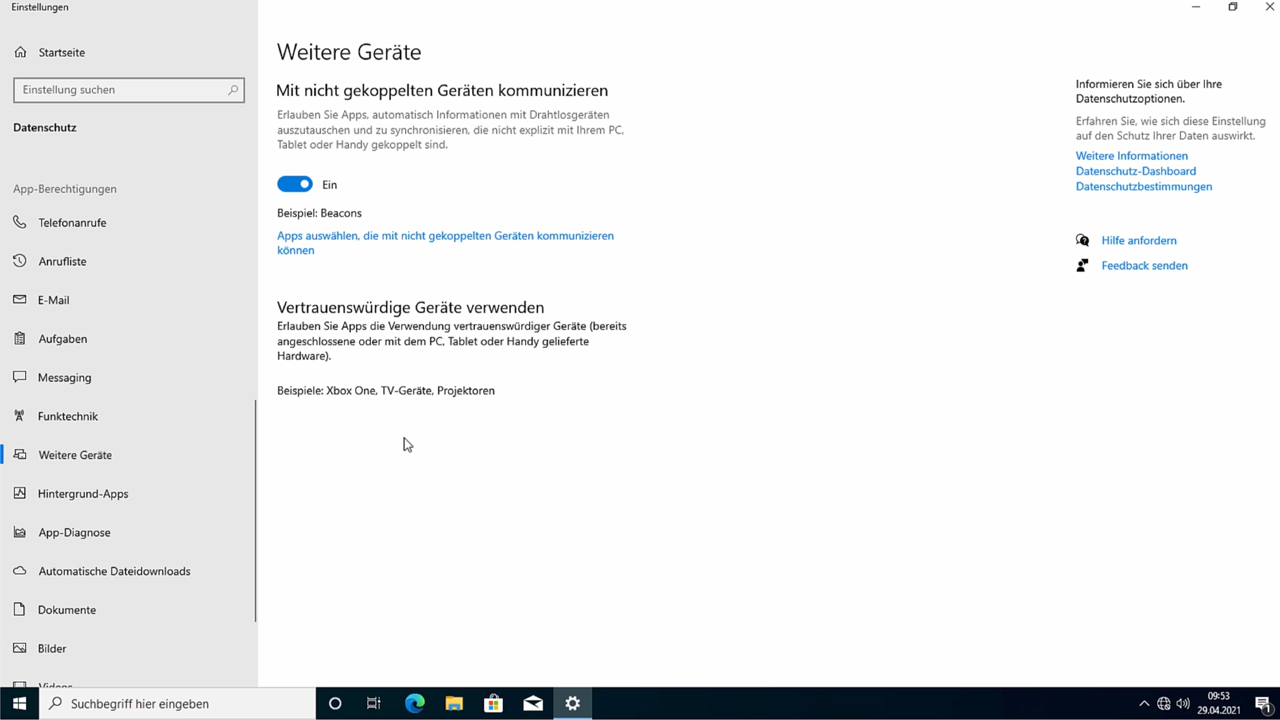 Einstellungen
Startseite
Einstellung suchen
Datenschutz
App-Berechtigungen
Telefonanrufe
Anrufliste
E-Mail
Aufgaben
Messaging
Funktechnik
Weitere Geräte
Hintergrund-Apps
App-Diagnose
Automatische Dateidownloads
Dokumente
Bilder
Videos
Weitere Geräte
Mit nicht gekoppelten Geräten kommunizieren
Erlauben Sie Apps, automatisch Informationen mit Drahtlosgeräten
auszutauschen und zu synchronisieren, die nicht explizit mit Ihrem PC,
Tablet oder Handy gekoppelt sind.
Ein
Beispiel: Beacons
Apps auswählen, die mit nicht gekoppelten Geräten kommunizieren
können
Vertrauenswürdige Geräte verwenden
Erlauben Sie Apps die Verwendung vertrauenswürdiger Geräte (bereits
angeschlossene oder mit dem PC, Tablet oder Handy gelieferte
Hardware).
Beispiele: Xbox One, TV-Geräte, Projektoren
Informieren Sie sich über Ihre
Datenschutzoptionen.
Erfahren Sie, wie sich diese Einstellung
auf den Schutz Ihrer Daten auswirkt.
Weitere Informationen
Datenschutz-Dashboard
Datenschutzbestimmungen
Hilfe anfordern
Feedback senden
Suchbegriff hier eingeben
09:53
29.04.2021
1